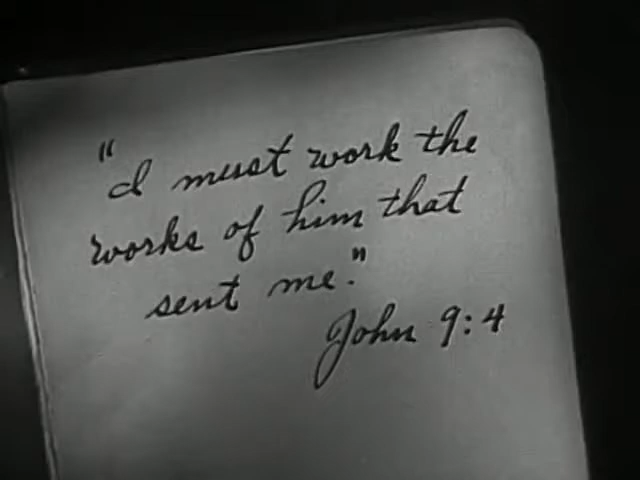 "I must work the
works of him that
sent me."
John 9:4